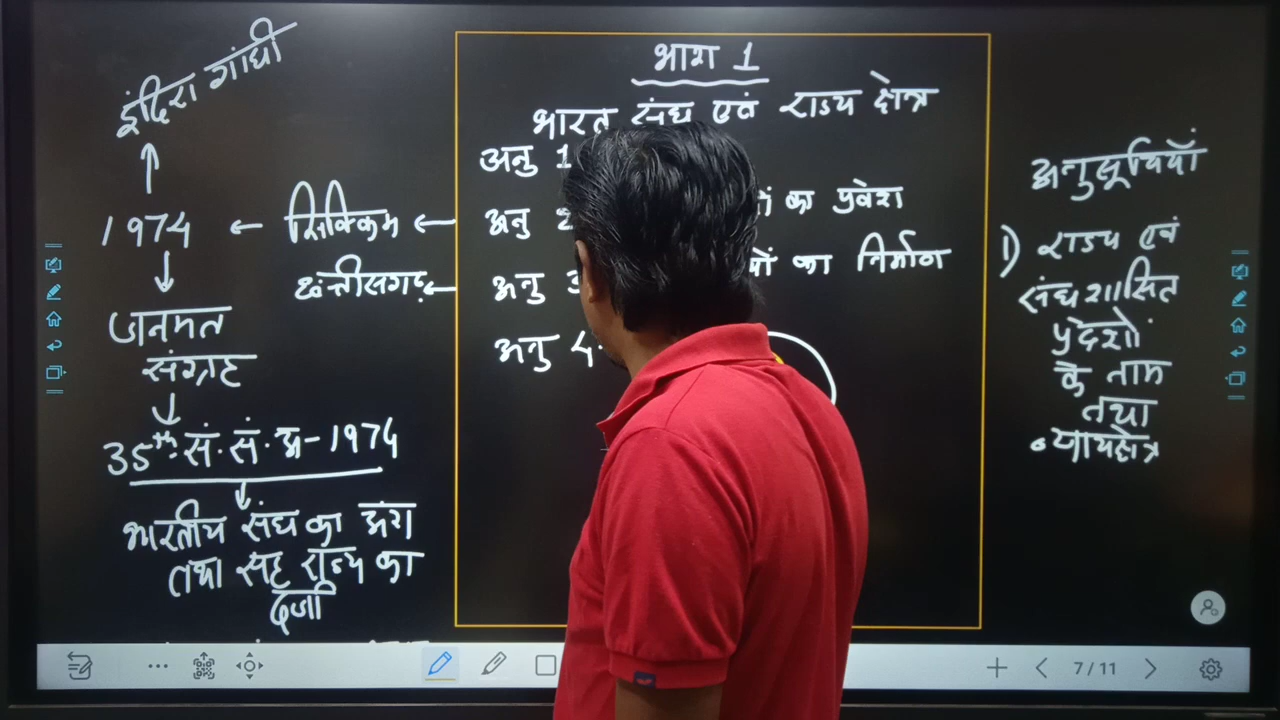 इंदिरा गांधी
1974 ← सिक्किम ←
जनमत
संग्रह
35th सं. सं. अ - 1974
भारतीय संघ का अंग
तथा सह राज्य का
दर्जा
छत्तीसगढ़ ←
भाग 1
भारत संघ एवं राज्य क्षेत्र
अनु 1
अनु 2 का प्रवेश
अनु 3 का निर्माण
अनु 4.
अनुसूचियाँ
1) राज्य एवं
संघ शासित
प्रदेशों
के नाम
तथा
न्यायक्षेत्र
7/11